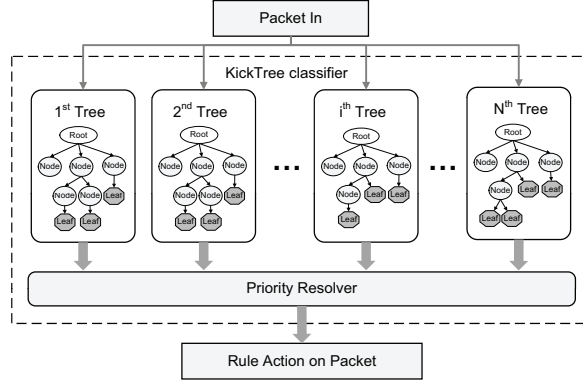 Packet In
KickTree classifier
1st Tree
2nd Tree
ith Tree
Nth Tree
Root
Root
Root
Root
Node Node Node
Node Node Node
Node Node Node
Node Node Node
Node Node Leaf
Node Node Leaf
Node Leaf Leaf
Node Leaf Leaf
Leaf Leaf
Leaf Leaf
Leaf
Leaf Leaf
... ...
Priority Resolver
Rule Action on Packet